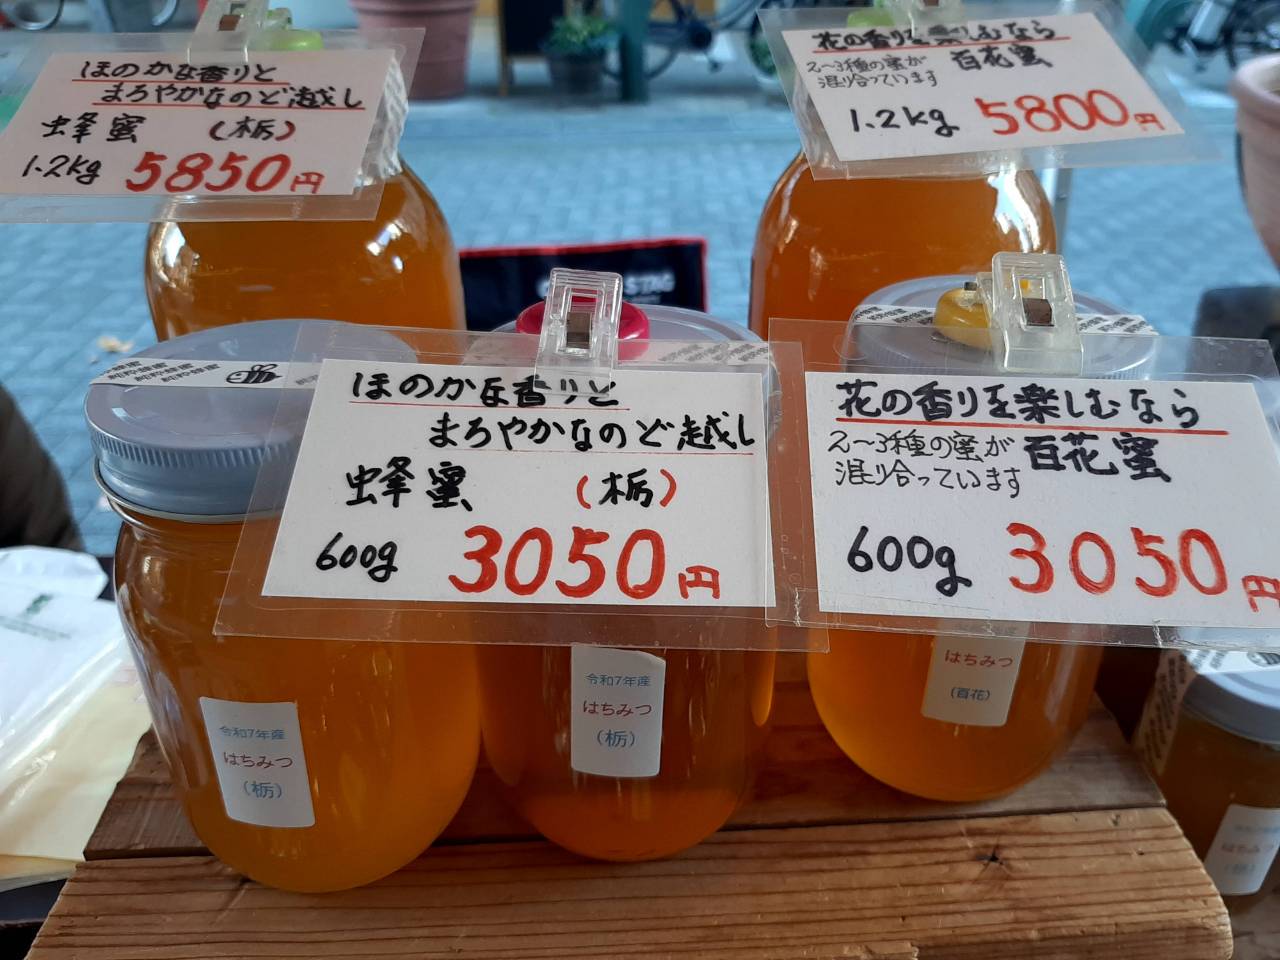 ほのかな香りと
まろやかなのど越し
蜂蜜 (栃)
1.2kg 5850円
花の香りを楽しむなら
2〜3種の蜜が
混り合っています
百花蜜
1.2kg 5800円
ほのかな香りと
まろやかなのど越し
蜂蜜 (栃)
600g 3050円
花の香りを楽しむなら
2〜3種の蜜が
混り合っています
百花蜜
600g 3050円
令和7年産
はちみつ
(栃)
令和7年産
はちみつ
(栃)
はちみつ
(百花)